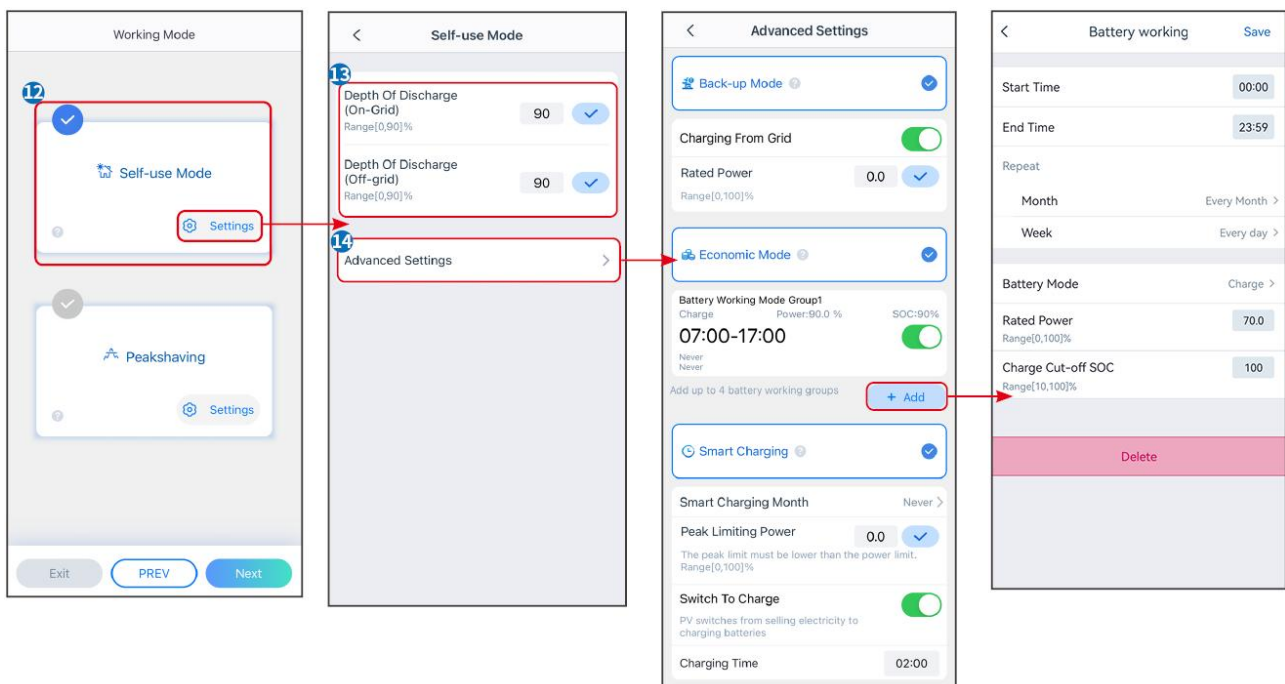 Working Mode
12
Self-use Mode
Settings
Peakshaving
Settings
Exit
PREV
Next
Self-use Mode
13
Depth Of Discharge
(On-Grid)
90
Range[0,90]%
Depth Of Discharge
(Off-grid)
90
Range[0,90]%
14
Advanced Settings
Advanced Settings
Back-up Mode
Charging From Grid
Rated Power
0.0
Range[0,100]%
Economic Mode
Battery Working Mode Group1
Charge Power:90.0 % SOC:90%
07:00-17:00
Never
Never
Add up to 4 battery working groups
+ Add
Smart Charging
Smart Charging Month Never
Peak Limiting Power
0.0
The peak limit must be lower than the power limit.
Range[0,100]%
Switch To Charge
PV switches from selling electricity to
charging batteries
Charging Time 02:00
Battery working Save
Start Time 00:00
End Time 23:59
Repeat
Month Every Month
Week Every day
Battery Mode Charge
Rated Power 70.0
Range[0,100]%
Charge Cut-off SOC 100
Range[10,100]%
Delete